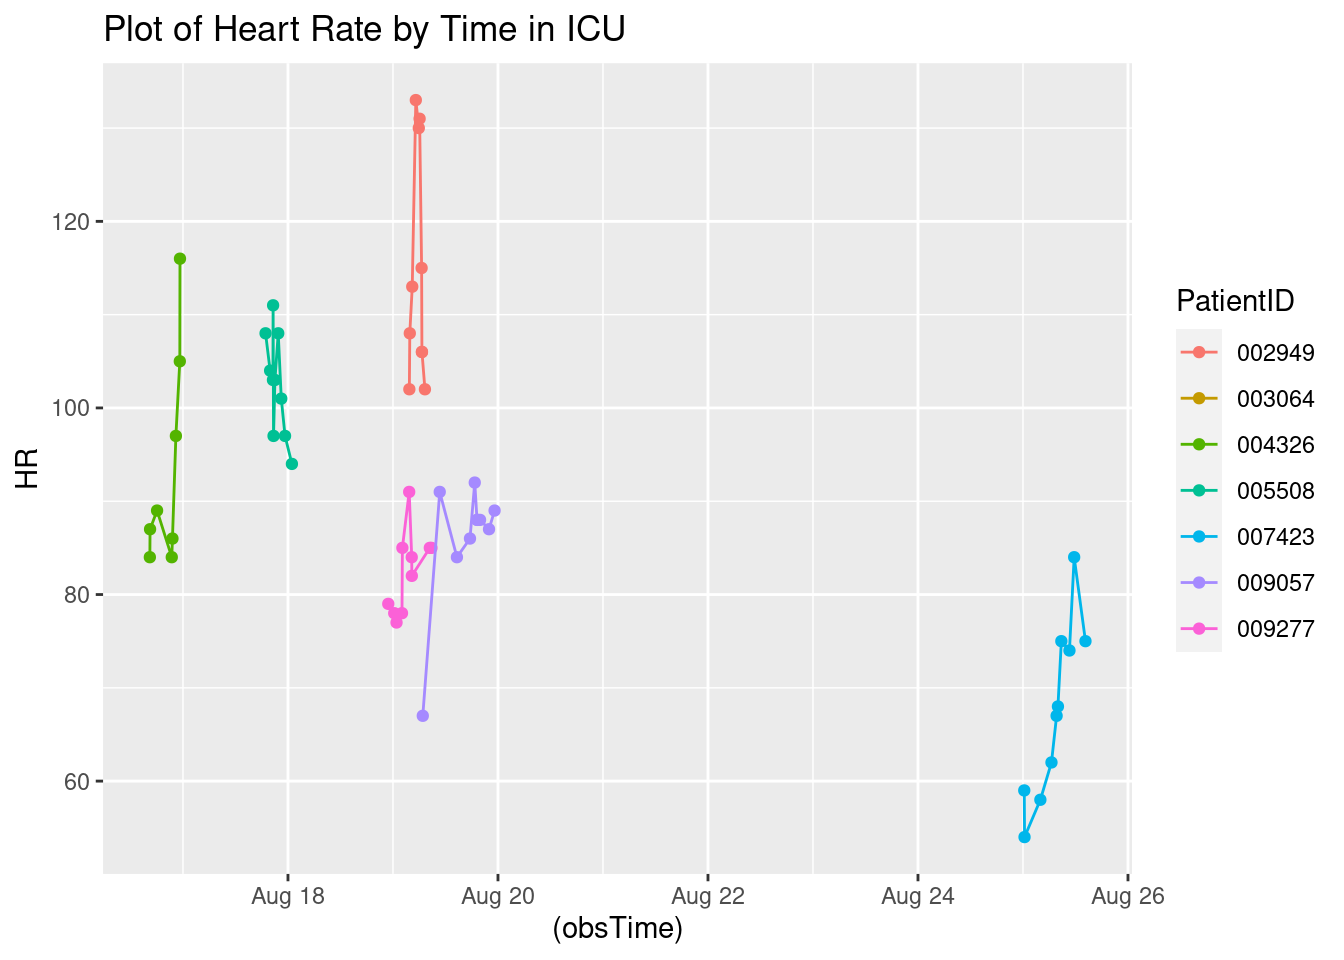 Plot of Heart Rate by Time in ICU
HR
120
100
80
60
Aug 18
Aug 20
Aug 22
Aug 24
Aug 26
(obsTime)
PatientID
002949
003064
004326
005508
007423
009057
009277